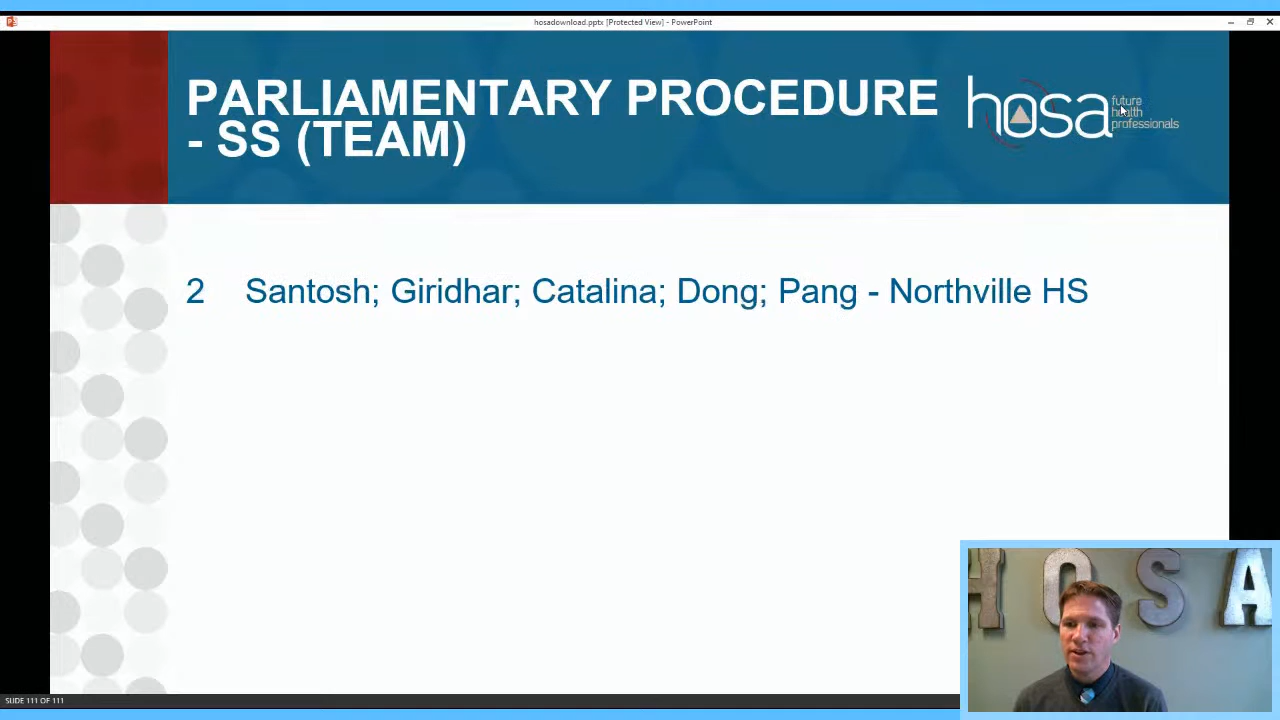 hosadownload.pptx [Protected View] - PowerPoint
PARLIAMENTARY PROCEDURE
- SS (TEAM)
hosa future
health
professionals
2 Santosh; Giridhar; Catalina; Dong; Pang - Northville HS
HOSA
SLIDE 111 OF 111